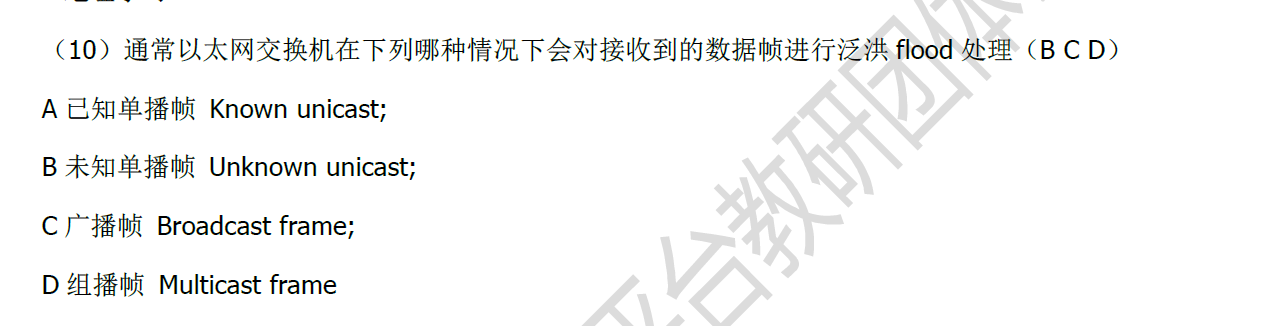 （10）通常以太网交换机在下列哪种情况下会对接收到的数据帧进行泛洪 flood 处理（B C D）
A 已知单播帧 Known unicast;
B 未知单播帧 Unknown unicast;
C 广播帧 Broadcast frame;
D 组播帧 Multicast frame
平台教研团体